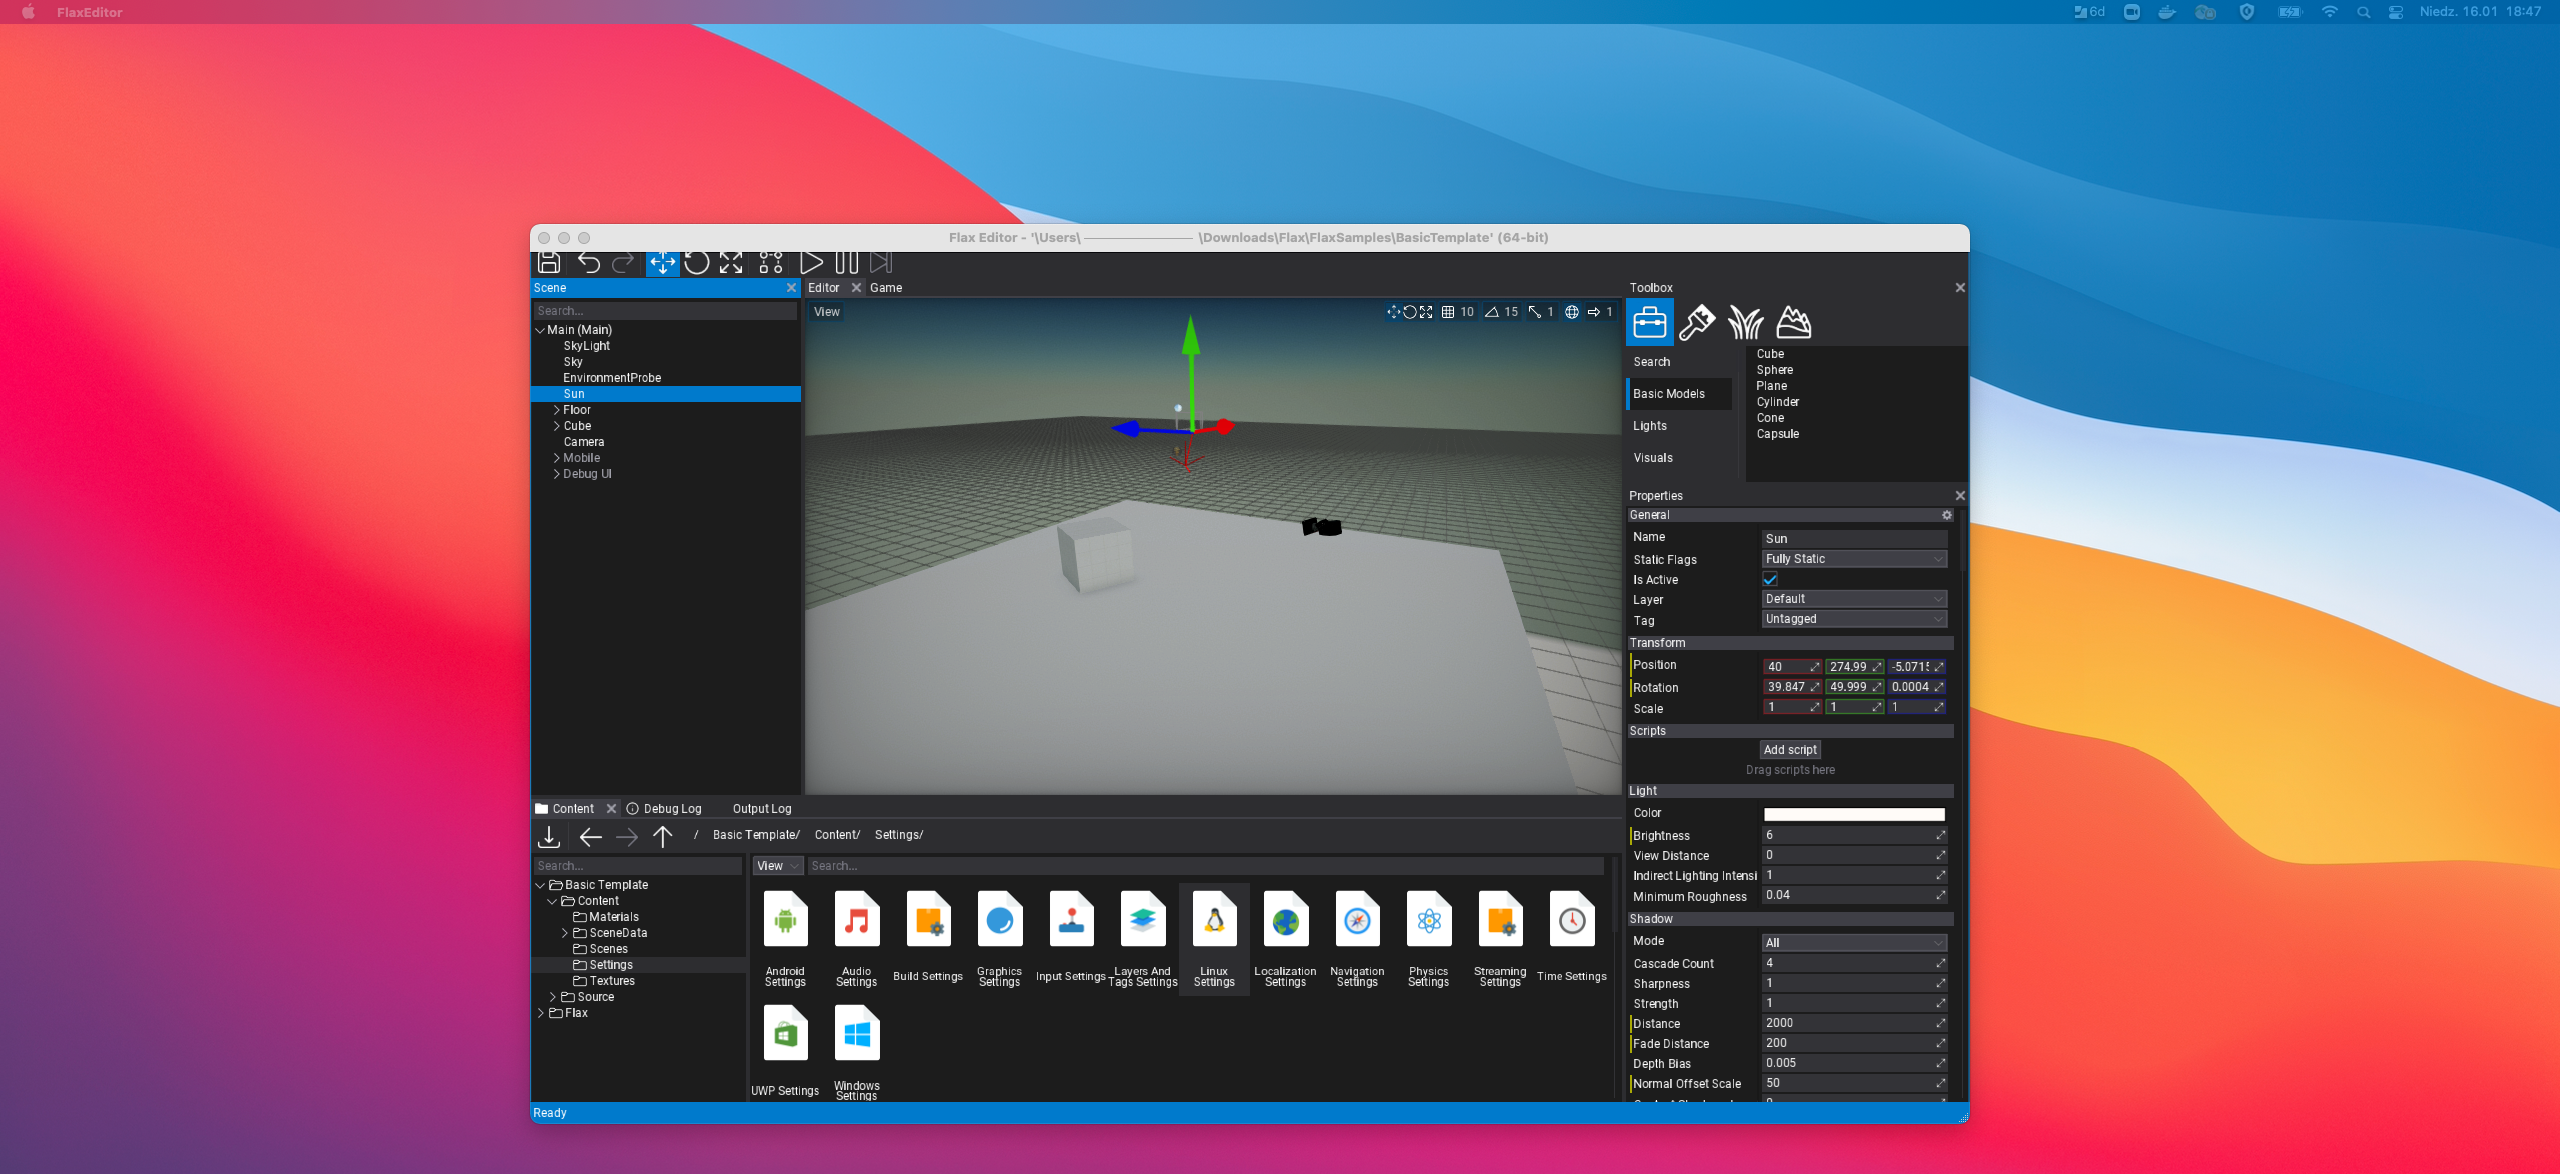 FlaxEditor
6d
Niedz. 16.01 18:47
Flax Editor - '\Users\ \Downloads\Flax\FlaxSamples\BasicTemplate' (64-bit)
Scene
Search...
Main (Main)
SkyLight
Sky
EnvironmentProbe
Sun
Floor
Cube
Camera
Mobile
Debug UI
Editor
Game
View
10
15
1
1
Toolbox
Search
Basic Models
Lights
Visuals
Cube
Sphere
Plane
Cylinder
Cone
Capsule
Properties
General
Name Sun
Static Flags Fully Static
Is Active
Layer Default
Tag Untagged
Transform
Position 40 274.99 -5.0715
Rotation 39.847 49.999 0.0004
Scale 1 1 1
Scripts
Add script
Drag scripts here
Light
Color
Brightness 6
View Distance 0
Indirect Lighting Intensi 1
Minimum Roughness 0.04
Shadow
Mode All
Cascade Count 4
Sharpness 1
Strength 1
Distance 2000
Fade Distance 200
Depth Bias 0.005
Normal Offset Scale 50
Content
Debug Log
Output Log
/ Basic Template/ Content/ Settings/
Search...
Basic Template
Content
Materials
SceneData
Scenes
Settings
Textures
Source
Flax
View
Search...
Android Settings
Audio Settings
Build Settings
Graphics Settings
Input Settings
Layers And Tags Settings
Linux Settings
Localization Settings
Navigation Settings
Physics Settings
Streaming Settings
Time Settings
UWP Settings
Windows Settings
Ready